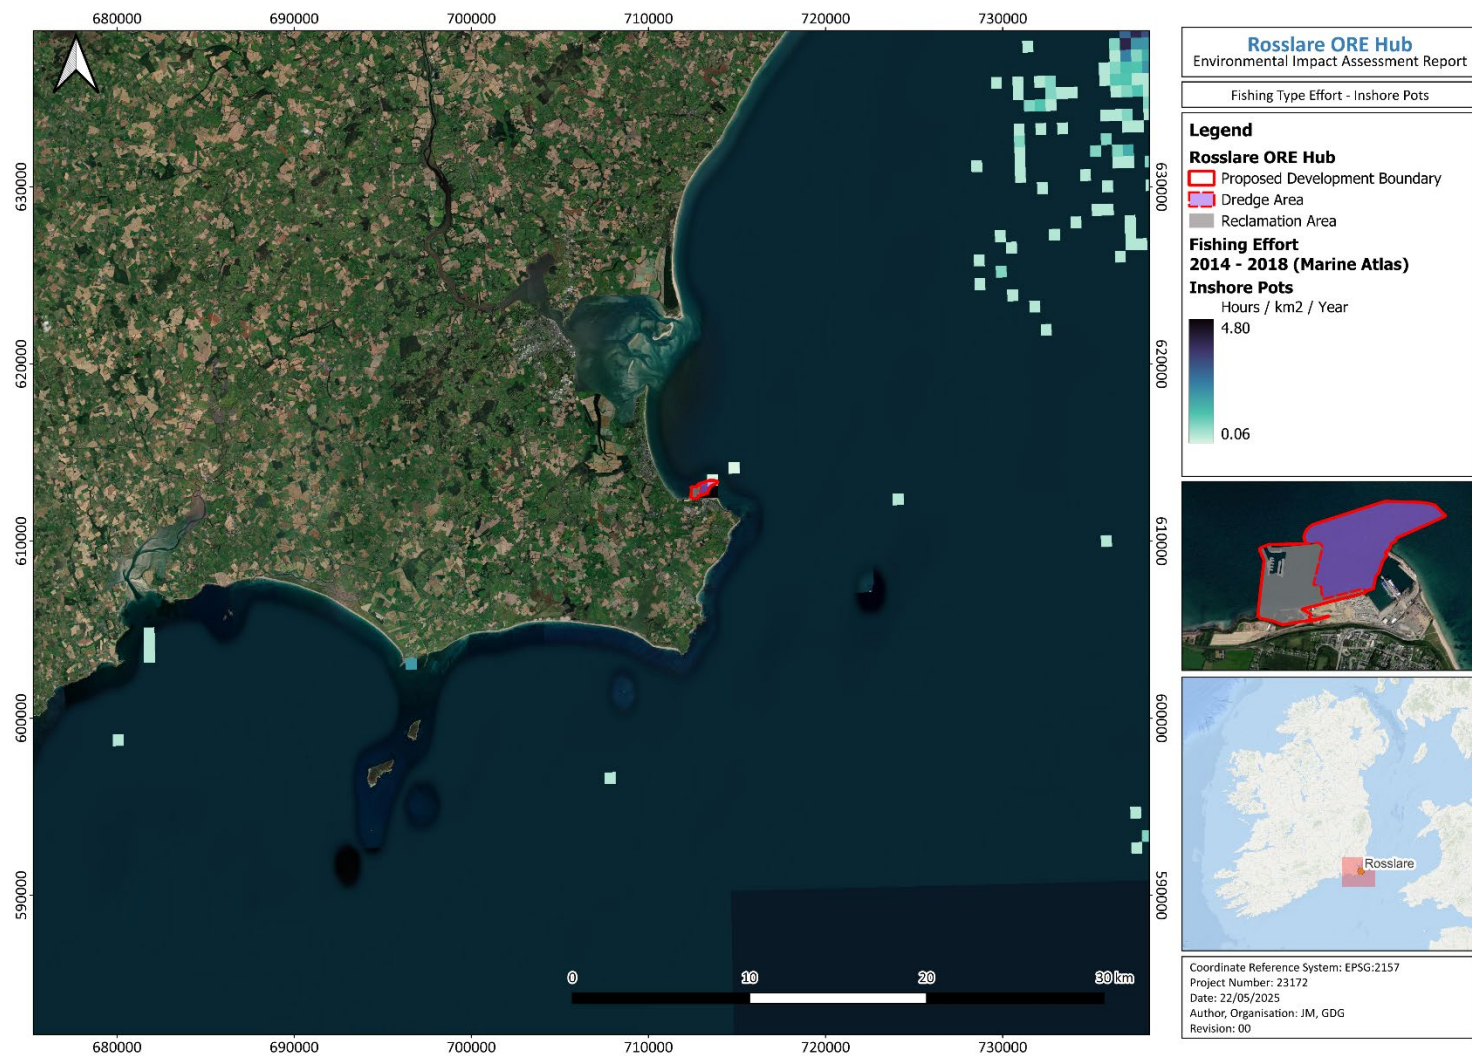 680000
690000
700000
710000
720000
730000
630000
620000
610000
600000
590000
630000
620000
610000
600000
590000
0
10
20
30 km
680000
690000
700000
710000
720000
730000
Rosslare ORE Hub
Environmental Impact Assessment Report
Fishing Type Effort - Inshore Pots
Legend
Rosslare ORE Hub
Proposed Development Boundary
Dredge Area
Reclamation Area
Fishing Effort
2014 - 2018 (Marine Atlas)
Inshore Pots
Hours / km2 / Year
4.80
0.06
Rosslare
Coordinate Reference System: EPSG:2157
Project Number: 23172
Date: 22/05/2025
Author, Organisation: JM, GDG
Revision: 00